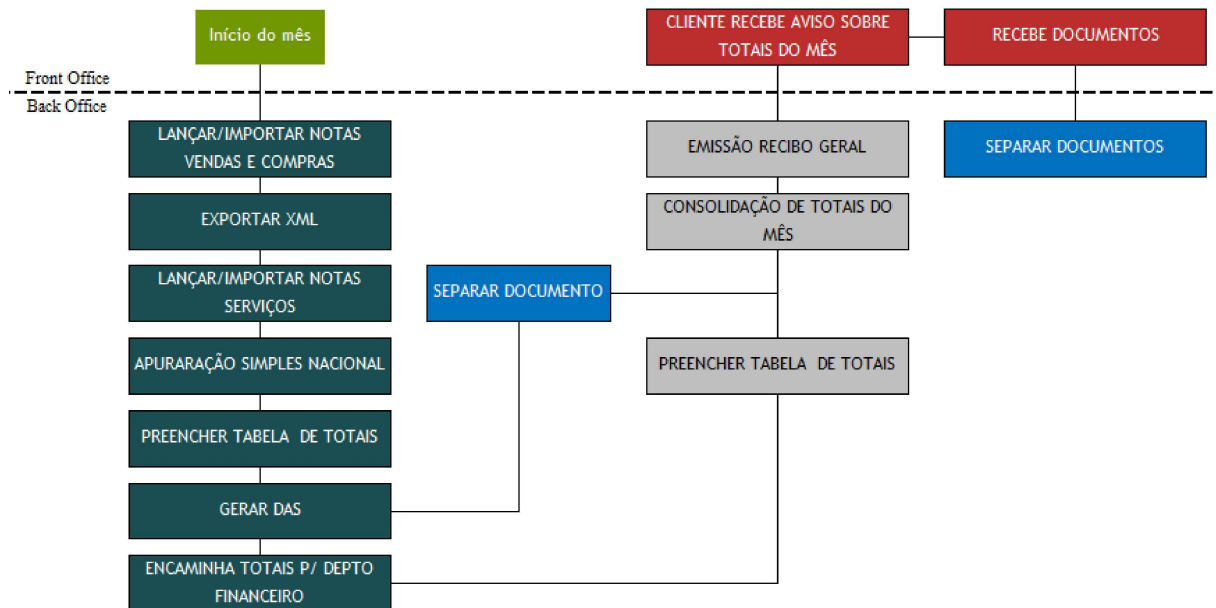 Início do mês
CLIENTE RECEBE AVISO SOBRE
TOTAIS DO MÊS
RECEBE DOCUMENTOS
Front Office
Back Office
LANÇAR/IMPORTAR NOTAS
VENDAS E COMPRAS
EMISSÃO RECIBO GERAL
SEPARAR DOCUMENTOS
EXPORTAR XML
CONSOLIDAÇÃO DE TOTAIS DO
MÊS
LANÇAR/IMPORTAR NOTAS
SERVIÇOS
SEPARAR DOCUMENTO
APURARAÇÃO SIMPLES NACIONAL
PREENCHER TABELA DE TOTAIS
PREENCHER TABELA DE TOTAIS
GERAR DAS
ENCAMINHA TOTAIS P/ DEPTO
FINANCEIRO